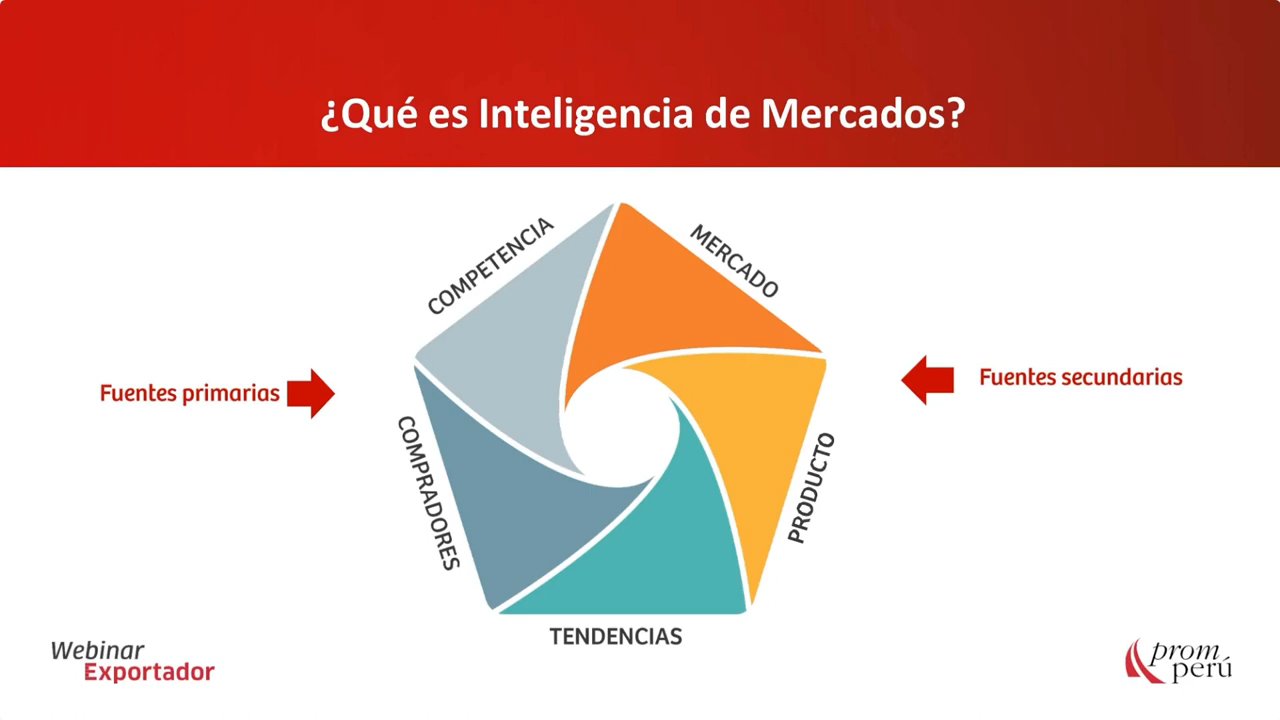 ¿Qué es Inteligencia de Mercados?
COMPETENCIA
MERCADO
Fuentes primarias
Fuentes secundarias
COMPRADORES
PRODUCTO
TENDENCIAS
Webinar
Exportador
prom
perú